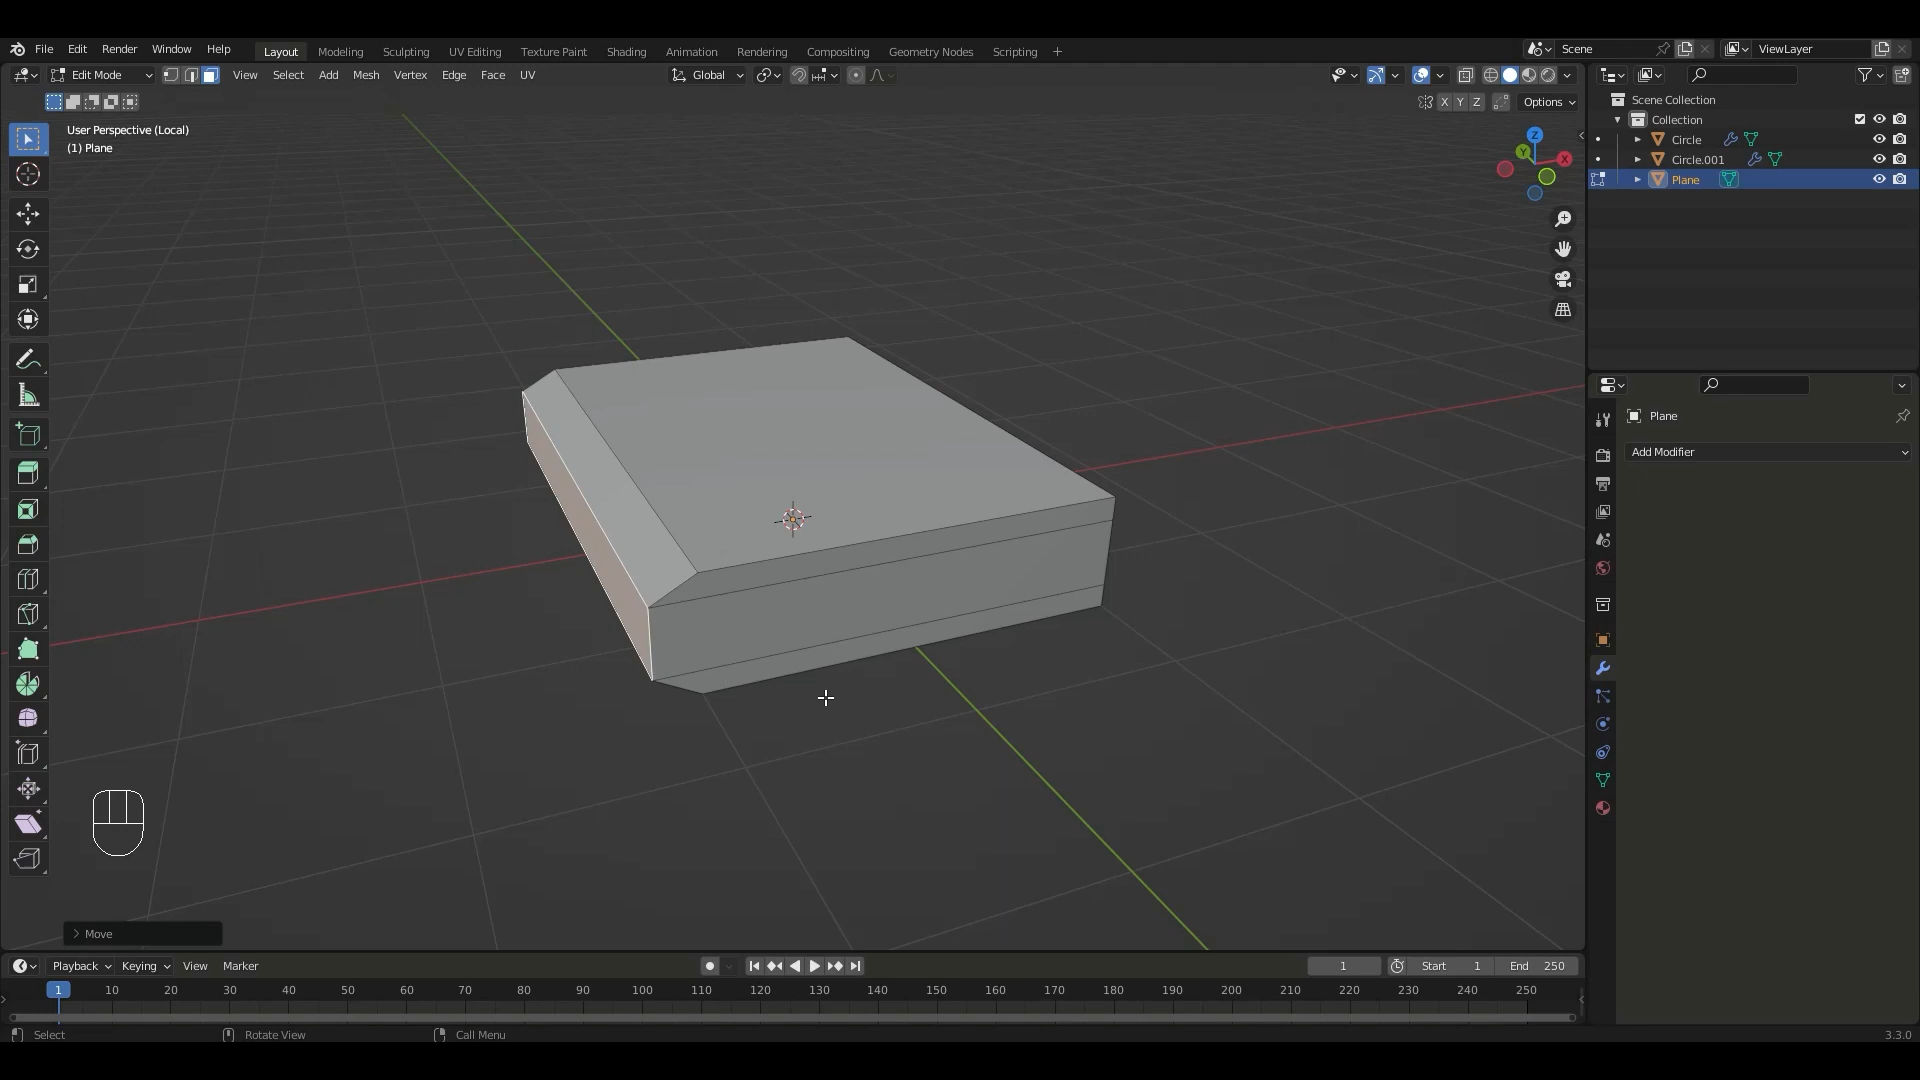 File Edit Render Window Help Layout Modeling Sculpting UV Editing Texture Paint Shading Animation Rendering Compositing Geometry Nodes Scripting + Scene ViewLayer
Edit Mode View Select Add Mesh Vertex Edge Face UV Global
X Y Z Options
User Perspective (Local)
(1) Plane
Z
Y
X
Scene Collection
Collection
Circle
Circle.001
Plane
Plane
Add Modifier
Move
Playback Keying View Marker 1 Start 1 End 250
1 10 20 30 40 50 60 70 80 90 100 110 120 130 140 150 160 170 180 190 200 210 220 230 240 250
Select Rotate View Call Menu 3.3.0